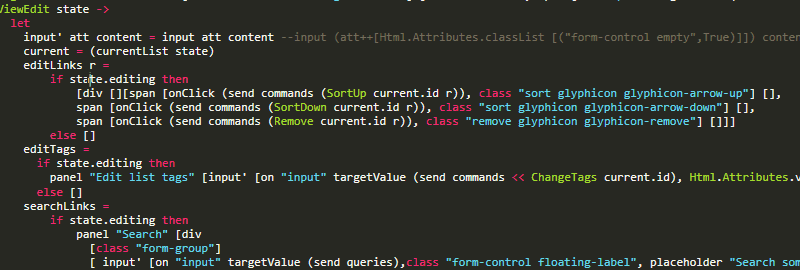 ViewEdit state ->
let
input' att content = input att content --input (att++[Html.Attributes.classList [("form-control empty",True)]]) conten
current = (currentList state)
editLinks r =
if state.editing then
[div [][span [onClick (send commands (SortUp current.id r)), class "sort glyphicon glyphicon-arrow-up"] [],
span [onClick (send commands (SortDown current.id r)), class "sort glyphicon glyphicon-arrow-down"] [],
span [onClick (send commands (Remove current.id r)), class "remove glyphicon glyphicon-remove"] []]]
else []
editTags =
if state.editing then
panel "Edit list tags" [input' [on "input" targetValue (send commands << ChangeTags current.id), Html.Attributes.v
else []
searchLinks =
if state.editing then
panel "Search" [div
[class "form-group"]
[ input' [on "input" targetValue (send queries),class "form-control floating-label", placeholder "Search som